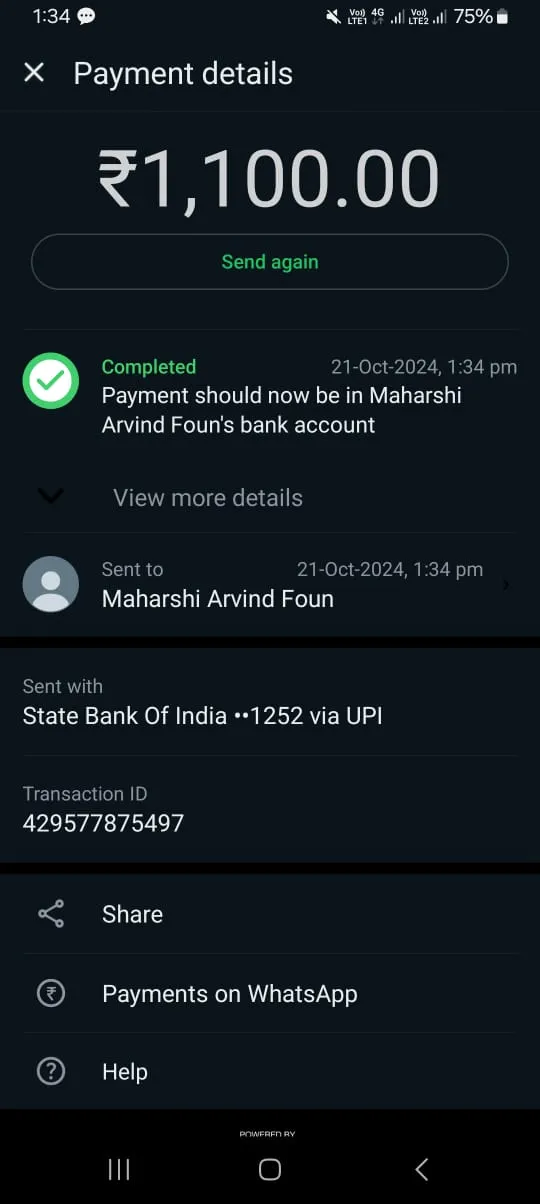 1:34 Vo) LTE1 4G Vo) LTE2 75%
Payment details
₹1,100.00
Send again
Completed 21-Oct-2024, 1:34 pm
Payment should now be in Maharshi
Arvind Foun's bank account
View more details
Sent to 21-Oct-2024, 1:34 pm
Maharshi Arvind Foun
Sent with
State Bank Of India ••1252 via UPI
Transaction ID
429577875497
Share
Payments on WhatsApp
Help
POWERED BY